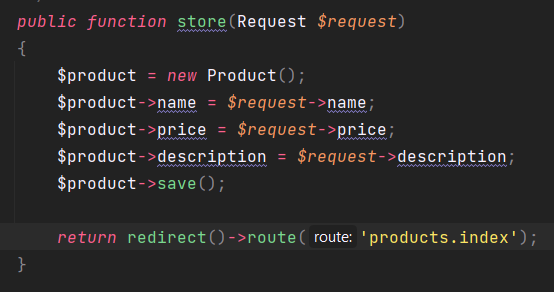 public function store(Request $request)
{
    $product = new Product();
    $product->name = $request->name;
    $product->price = $request->price;
    $product->description = $request->description;
    $product->save();

    return redirect()->route( route: 'products.index');
}